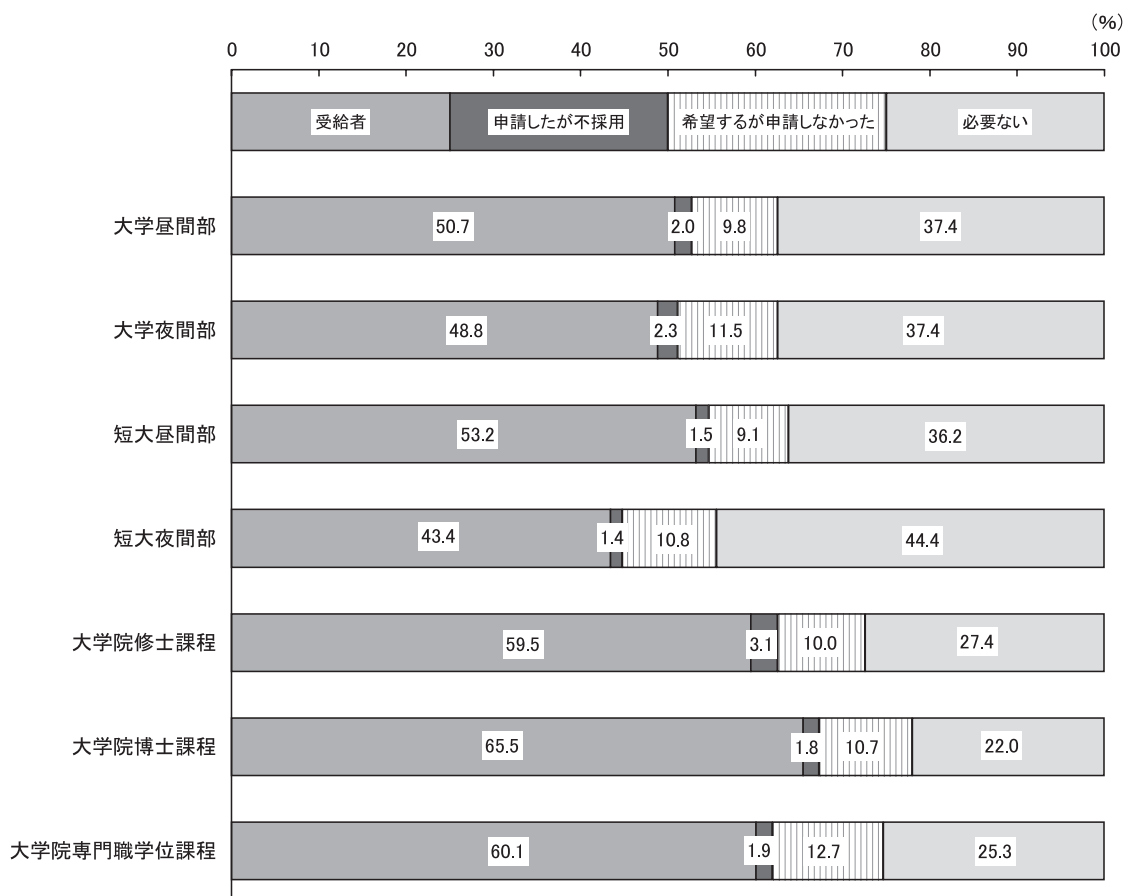 (%)
0 10 20 30 40 50 60 70 80 90 100
受給者 申請したが不採用 希望するが申請しなかった 必要ない
大学昼間部 50.7 2.0 9.8 37.4
大学夜間部 48.8 2.3 11.5 37.4
短大昼間部 53.2 1.5 9.1 36.2
短大夜間部 43.4 1.4 10.8 44.4
大学院修士課程 59.5 3.1 10.0 27.4
大学院博士課程 65.5 1.8 10.7 22.0
大学院専門職学位課程 60.1 1.9 12.7 25.3